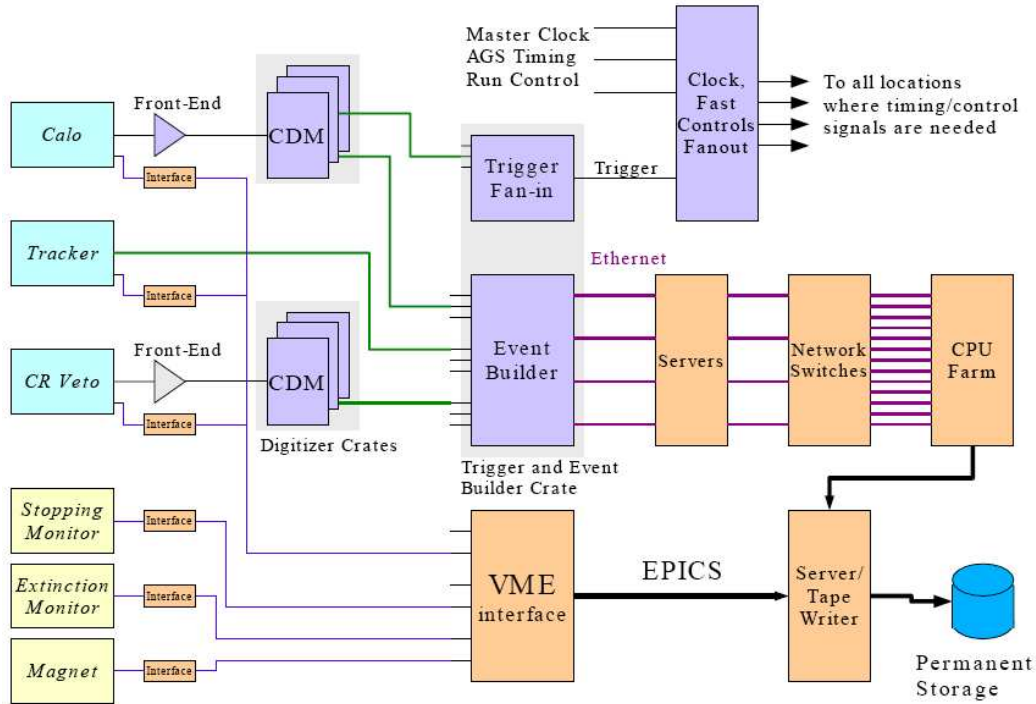 Master Clock
AGS Timing
Run Control
Clock,
Fast
Controls
Fanout
To all locations
where timing/control
signals are needed
Calo
Front-End
CDM
Interface
Trigger
Fan-in
Trigger
Tracker
Interface
Ethernet
Event
Builder
Servers
Network
Switches
CPU
Farm
CR Veto
Front-End
CDM
Interface
Digitizer Crates
Trigger and Event
Builder Crate
Stopping
Monitor
Interface
Extinction
Monitor
Interface
Magnet
Interface
VME
interface
EPICS
Server/
Tape
Writer
Permanent
Storage